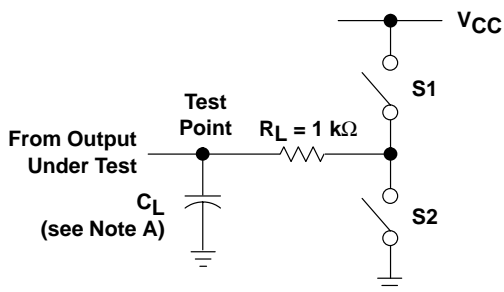 VCC
S1
Test
Point
RL = 1 kΩ
From Output
Under Test
CL
(see Note A)
S2